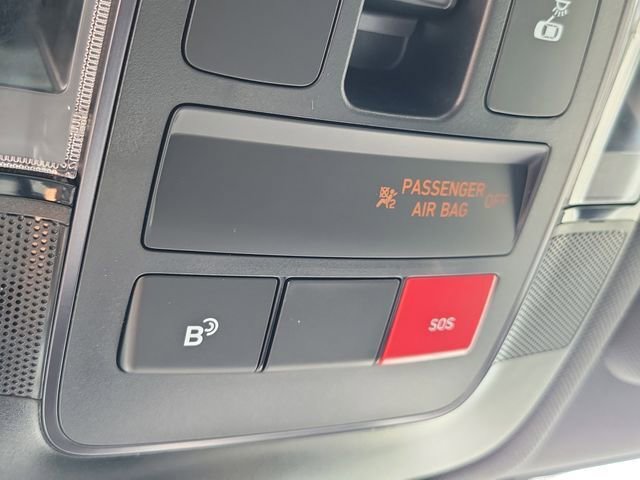 PASSENGER OFF
AIR BAG
B
SOS